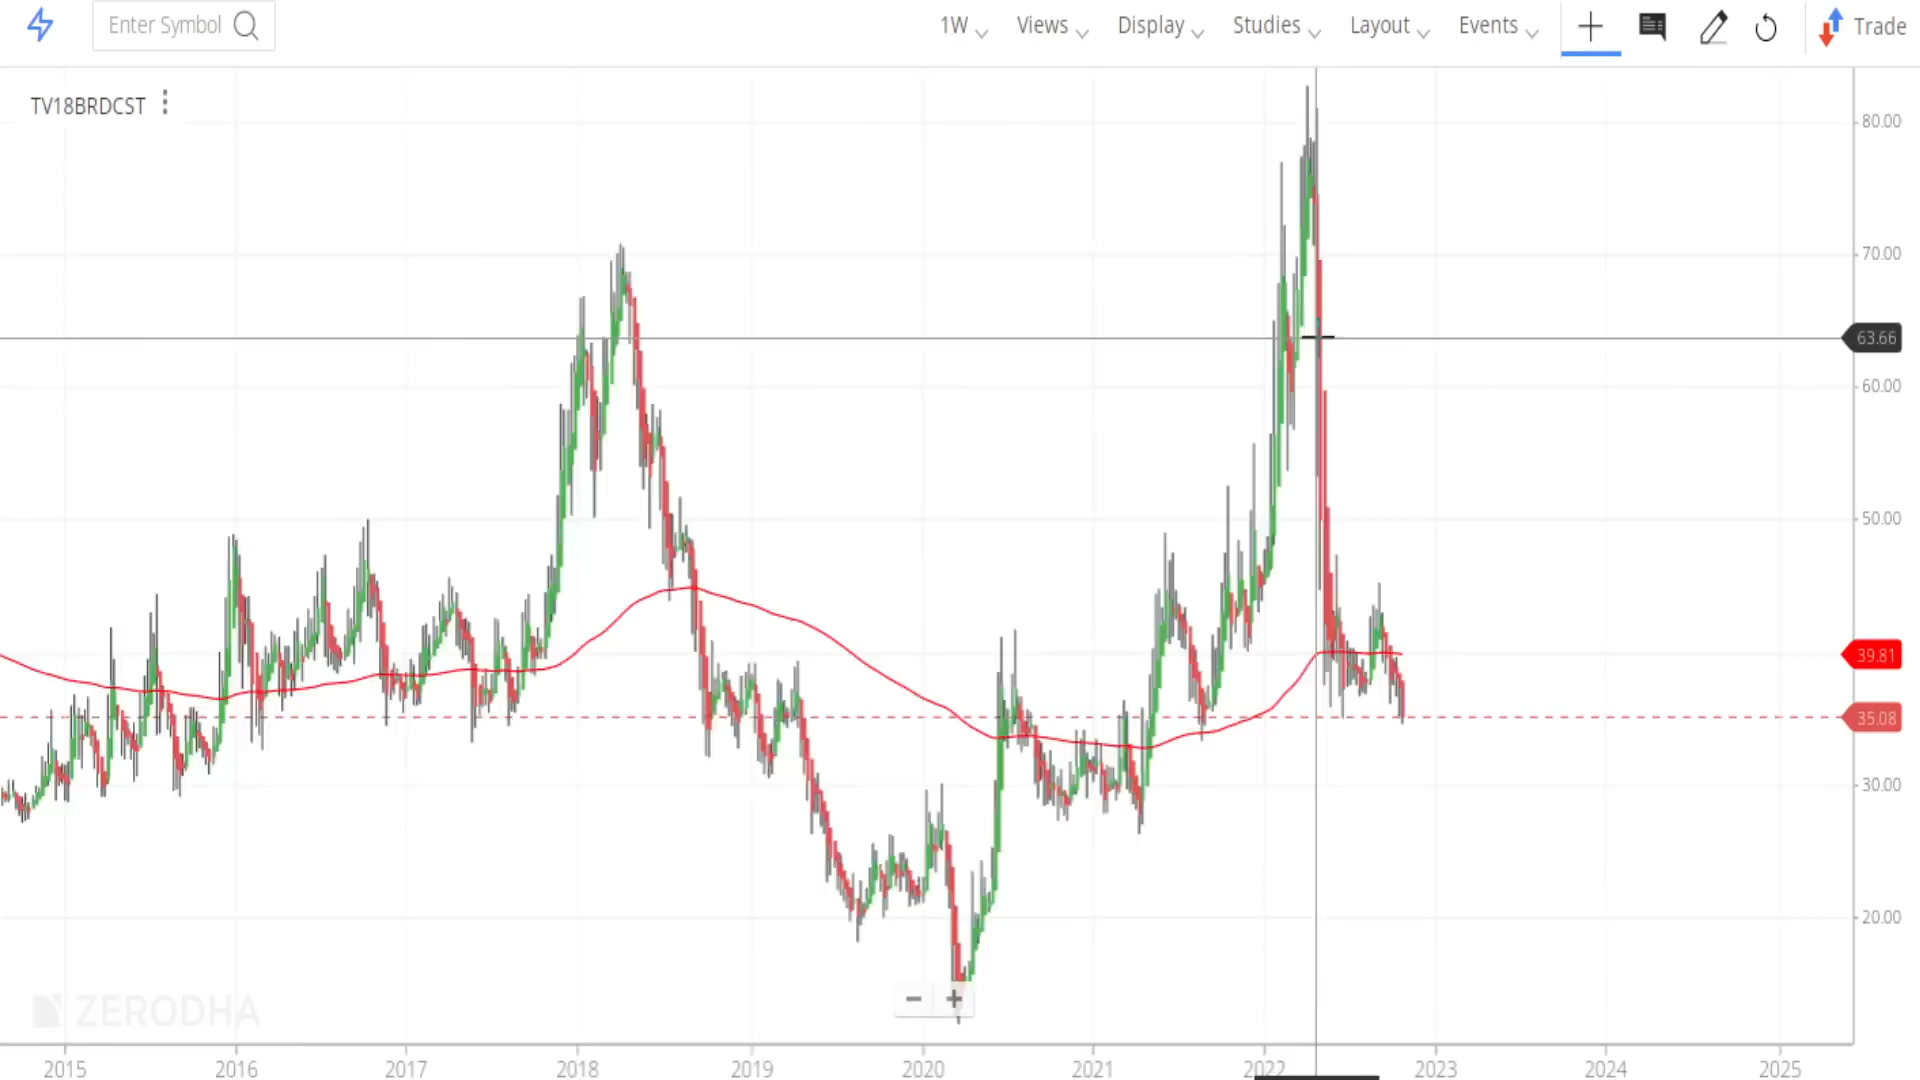 Enter Symbol
1W Views Display Studies Layout Events Trade
TV18BRDCST
80.00
70.00
63.66
60.00
50.00
39.81
35.08
30.00
20.00
ZERODHA
2015 2016 2017 2018 2019 2020 2021 2022 2023 2024 2025